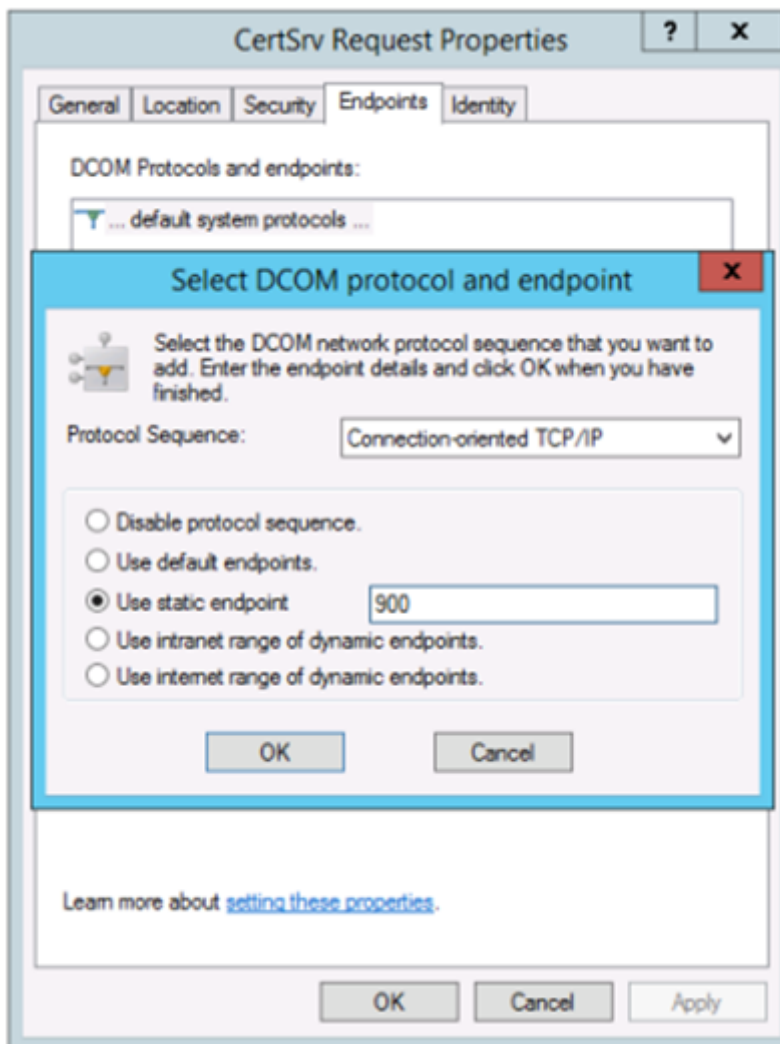 CertSrv Request Properties
? x
General Location Security Endpoints Identity
DCOM Protocols and endpoints:
... default system protocols ...
Select DCOM protocol and endpoint
x
Select the DCOM network protocol sequence that you want to
add. Enter the endpoint details and click OK when you have
finished.
Protocol Sequence: Connection-oriented TCP/IP
Disable protocol sequence.
Use default endpoints.
Use static endpoint 900
Use intranet range of dynamic endpoints.
Use internet range of dynamic endpoints.
OK Cancel
Learn more about setting these properties.
OK Cancel Apply